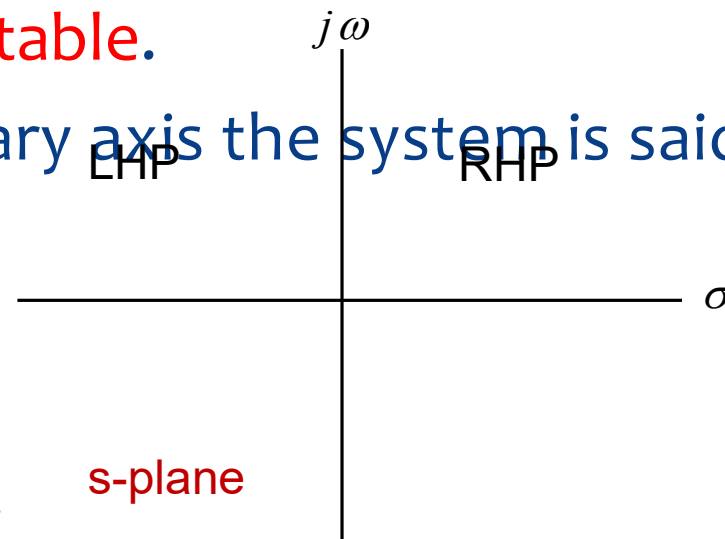 table.
jω
ary axis the system is said
LHP
RHP
σ
s-plane